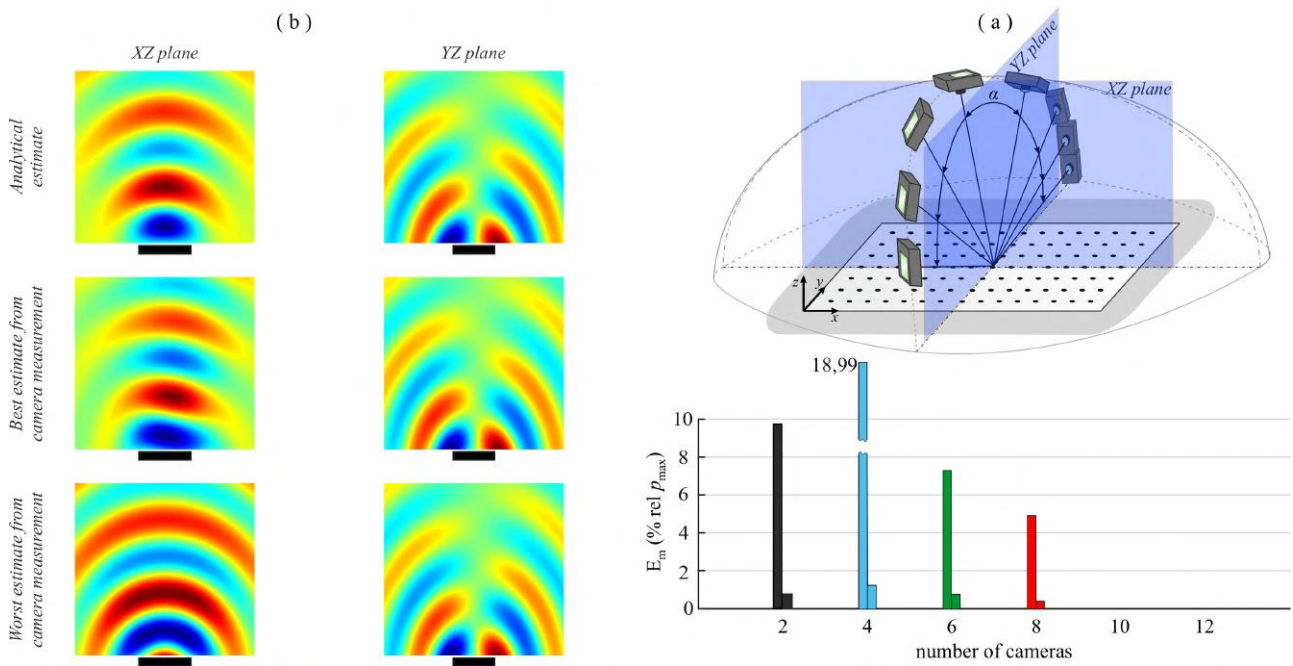 ( b )
XZ plane
YZ plane
Analytical
estimate
Best estimate from
camera measurement
Worst estimate from
camera measurement
( a )
YZ plane
XZ plane
α
z
y
x
18,99
10
8
6
4
2
0
E_m (% rel p_max)
2
4
6
8
10
12
number of cameras